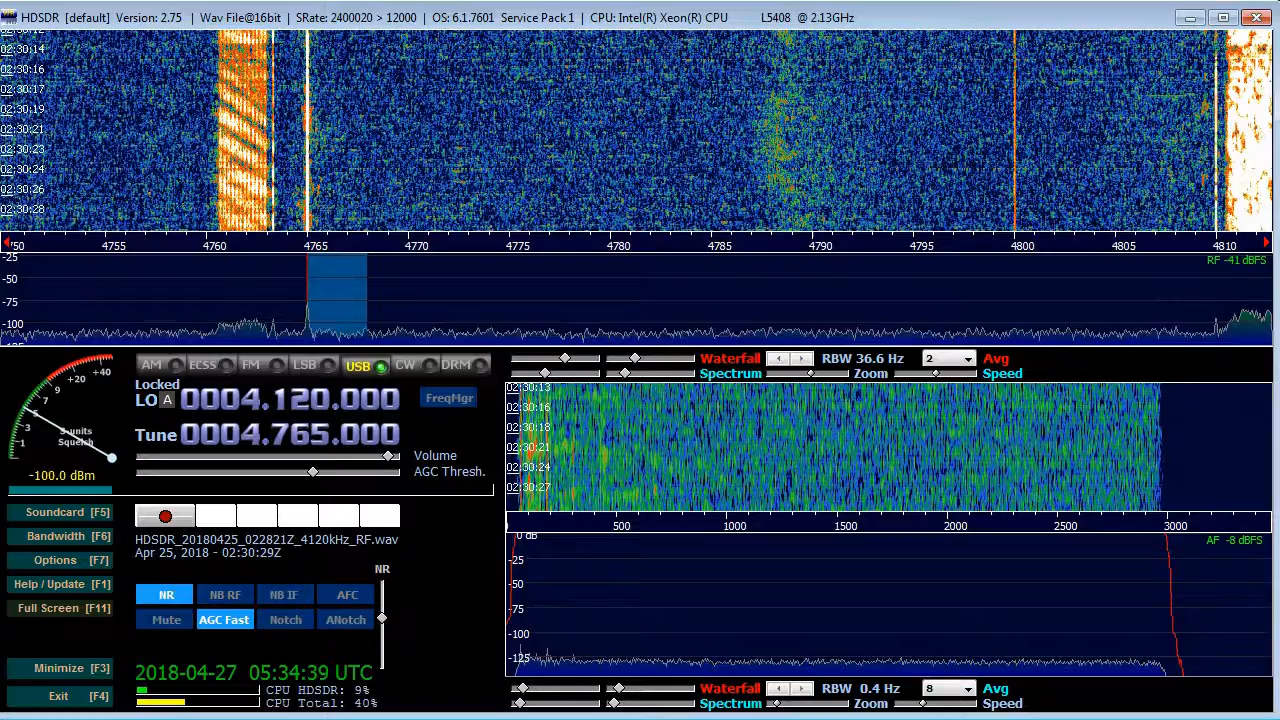 HDSDR [default] Version: 2.75 | Wav File@16bit | SRate: 2400020 > 12000 | OS: 6.1.7601 Service Pack 1 | CPU: Intel(R) Xeon(R) CPU L5408 @ 2.13GHz
02:30:12
02:30:14
02:30:16
02:30:17
02:30:19
02:30:21
02:30:23
02:30:24
02:30:26
02:30:28
4755 4760 4765 4770 4775 4780 4785 4790 4795 4800 4805 4810
RF -41 dBFS
-25
-50
-75
-100
AM ECSS FM LSB USB CW DRM
Locked
LO A 0004.120.000 FreqMgr
Tune 0004.765.000
Volume
AGC Thresh.
1 3 5 7 9 +20 +40
S-units
Squelch
-100.0 dBm
Waterfall RBW 36.6 Hz 2 Avg
Spectrum Zoom Speed
Soundcard [F5]
Bandwidth [F6]
Options [F7]
Help / Update [F1]
Full Screen [F11]
Minimize [F3]
Exit [F4]
HDSDR_20180425_022821Z_4120kHz_RF.wav
Apr 25, 2018 - 02:30:29Z
NR
NR NB RF NB IF AFC
Mute AGC Fast Notch ANotch
2018-04-27 05:34:39 UTC
CPU HDSDR: 9%
CPU Total: 40%
02:30:13
02:30:16
02:30:18
02:30:21
02:30:24
02:30:27
500 1000 1500 2000 2500 3000
0 dB
AF -8 dBFS
-25
-50
-75
-100
-125
Waterfall RBW 0.4 Hz 8 Avg
Spectrum Zoom Speed